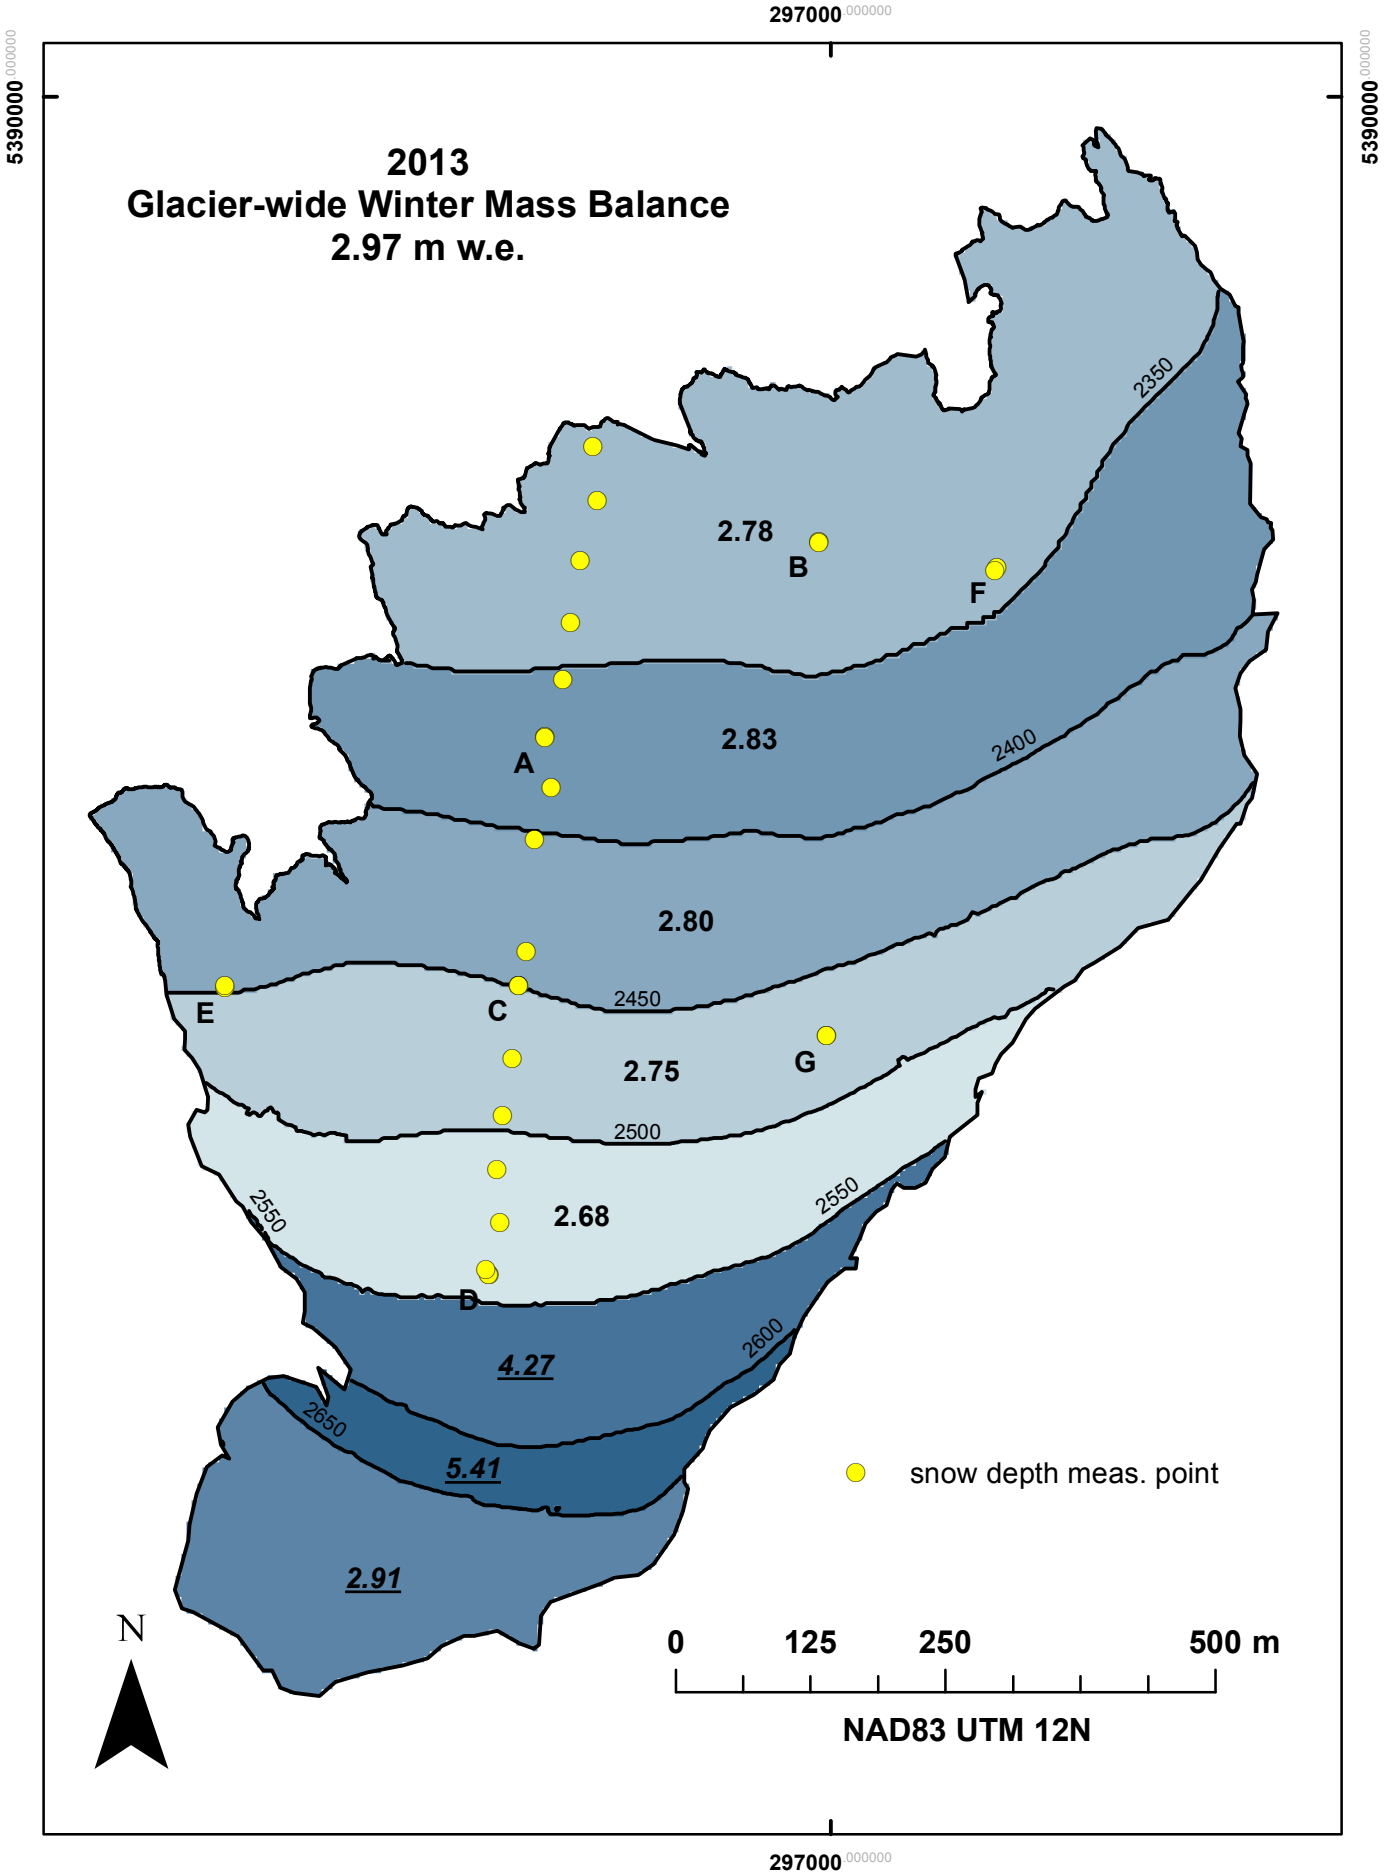 297000.000000
5390000.000000
5390000.000000
2013
Glacier-wide Winter Mass Balance
2.97 m w.e.
2350
2.78
B
F
2.83
2400
A
2.80
E
C
2450
2.75
G
2500
2550
2550
2.68
D
2600
4.27
2650
5.41
snow depth meas. point
2.91
N
0 125 250 500 m
NAD83 UTM 12N
297000.000000